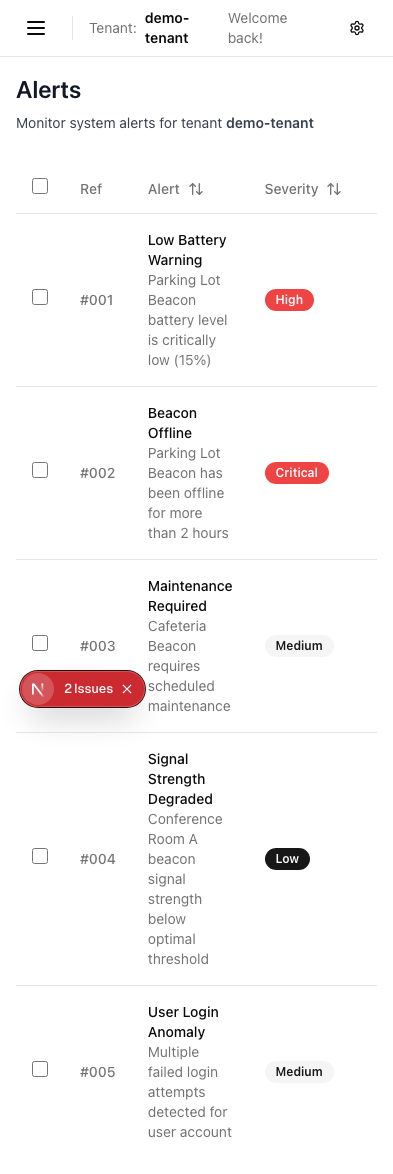 Tenant: demo-tenant Welcome back!
Alerts
Monitor system alerts for tenant demo-tenant
Ref Alert Severity
#001
Low Battery
Warning
Parking Lot
Beacon
battery level
is critically
low (15%)
High
#002
Beacon
Offline
Parking Lot
Beacon has
been offline
for more
than 2 hours
Critical
#003
Maintenance
Required
Cafeteria
Beacon
requires
scheduled
maintenance
Medium
N 2 Issues
#004
Signal
Strength
Degraded
Conference
Room A
beacon
signal
strength
below
optimal
threshold
Low
#005
User Login
Anomaly
Multiple
failed login
attempts
detected for
user account
Medium